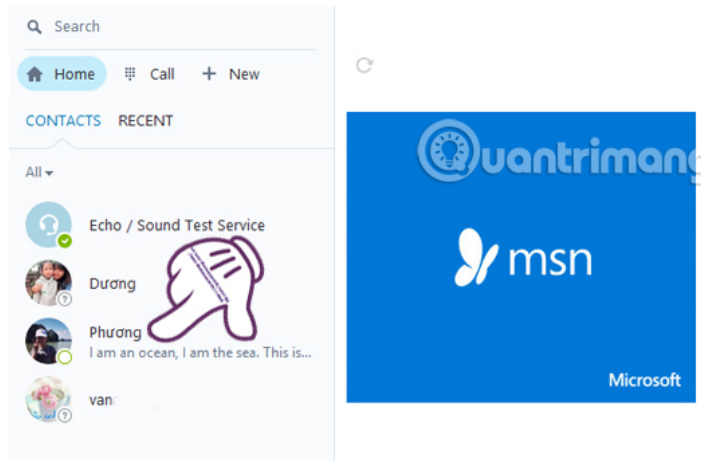 Search
Home Call New
CONTACTS RECENT
All
Echo / Sound Test Service
Dương
Phương
I am an ocean, I am the sea. This is...
van
Quantrimang
msn
Microsoft